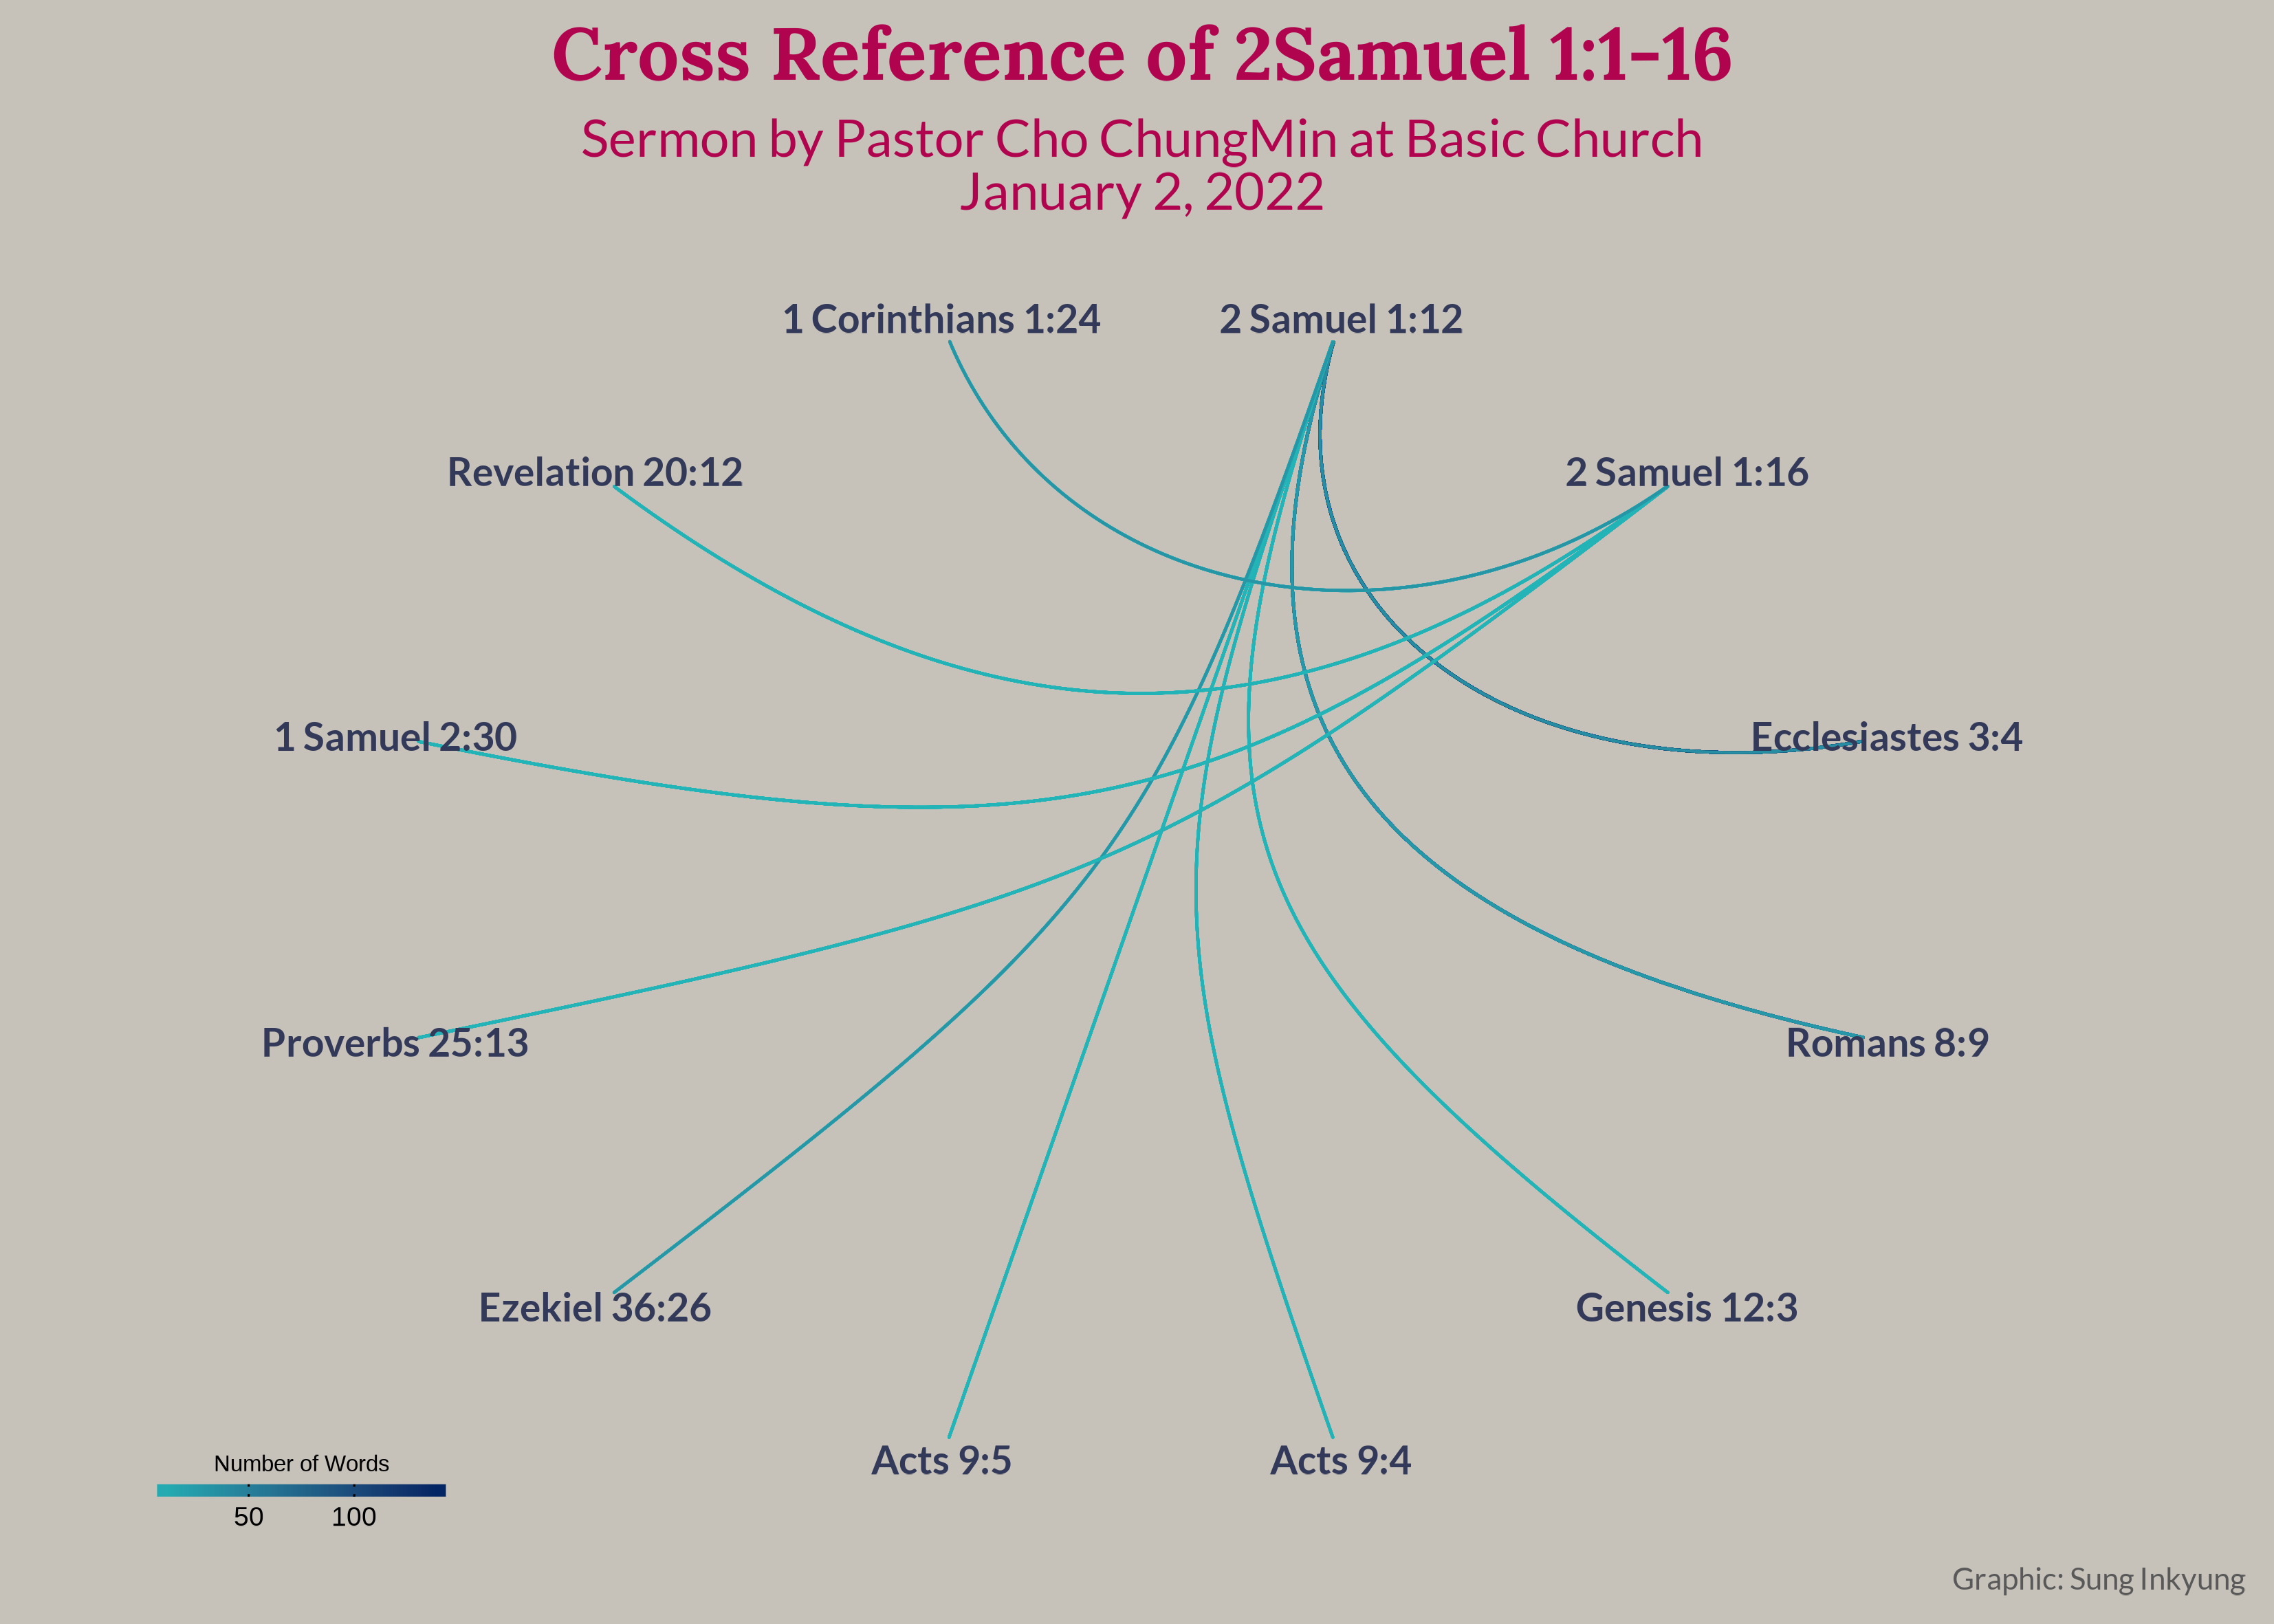 Cross Reference of 2Samuel 1:1-16
Sermon by Pastor Cho ChungMin at Basic Church
January 2, 2022
1 Corinthians 1:24
2 Samuel 1:12
Revelation 20:12
2 Samuel 1:16
1 Samuel 2:30
Ecclesiastes 3:4
Proverbs 25:13
Romans 8:9
Ezekiel 36:26
Genesis 12:3
Acts 9:5
Acts 9:4
Number of Words
50
100
Graphic: Sung Inkyung